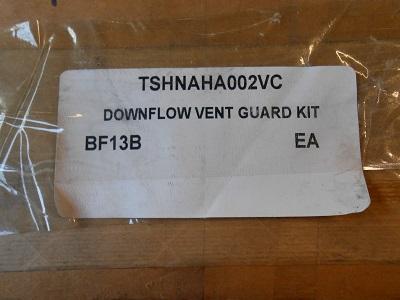 TSHNAHA002VC
DOWNFLOW VENT GUARD KIT
BF13B EA